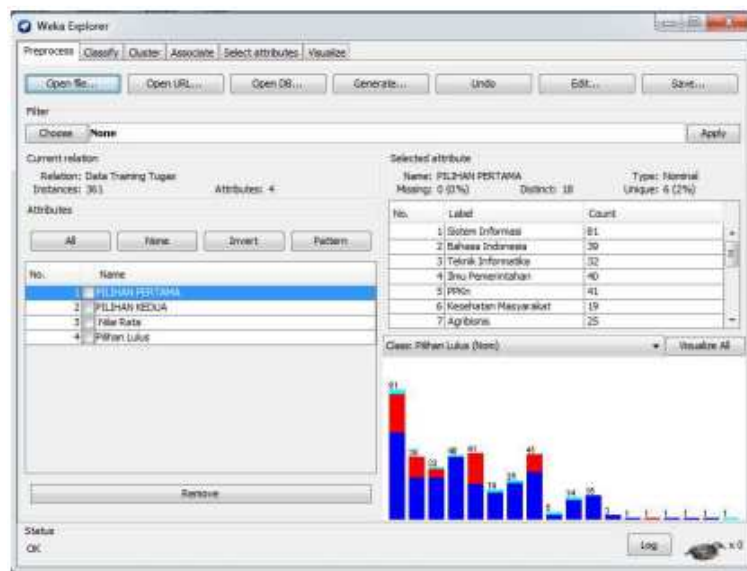 Weka Explorer
Preprocess Classify Cluster Associate Select attributes Visualize
Open file... Open URL... Open DB... Generate... Undo Edit... Save...
Filter
Choose None Apply
Current relation
Relation: Data Training Tugas
Instances: 361 Attributes: 4
Attributes
All None Invert Pattern
No. Name
1 PILIHAN PERTAMA
2 PILIHAN KEDUA
3 Nilai Rata
4 Pilihan Lulus
Remove
Selected attribute
Name: PILIHAN PERTAMA Type: Nominal
Missing: 0 (0%) Distinct: 18 Unique: 6 (2%)
No. Label Count
1 Sistem Informasi 81
2 Bahasa Indonesia 39
3 Teknik Informatika 32
4 Ilmu Pemerintahan 40
5 PPKn 41
6 Kesehatan Masyarakat 19
7 Agribisnis 25
Class: Pilihan Lulus (Nom) Visualize All
81
Status
OK
Log x 0